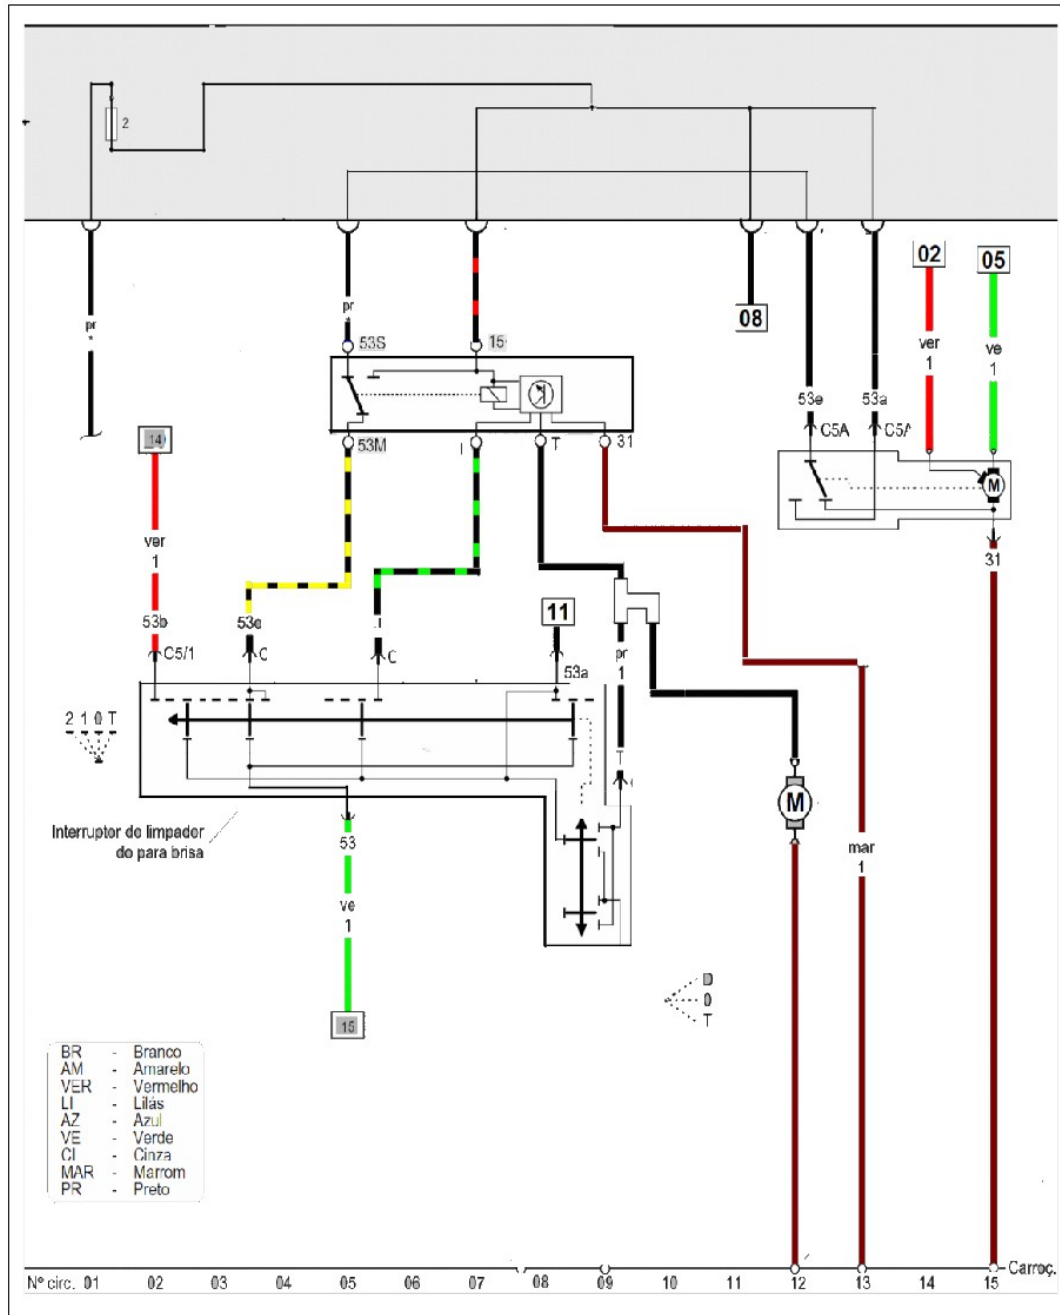 2
02
05
08
pr
pr
ver
1
ve
1
53S
15
53e
53a
C5A
14
53M
I
T
31
M
ver
1
31
11
53b
53e
C5/1
C
C
53a
pr
1
2 1 0 T
T
M
Interruptor do limpador
do para brisa
53
mar
1
ve
1
D
0
T
15
BR - Branco
AM - Amarelo
VER - Vermelho
LI - Lilás
AZ - Azul
VE - Verde
CI - Cinza
MAR - Marrom
PR - Preto
Carroç.
Nº circ. 01 02 03 04 05 06 07 08 09 10 11 12 13 14 15